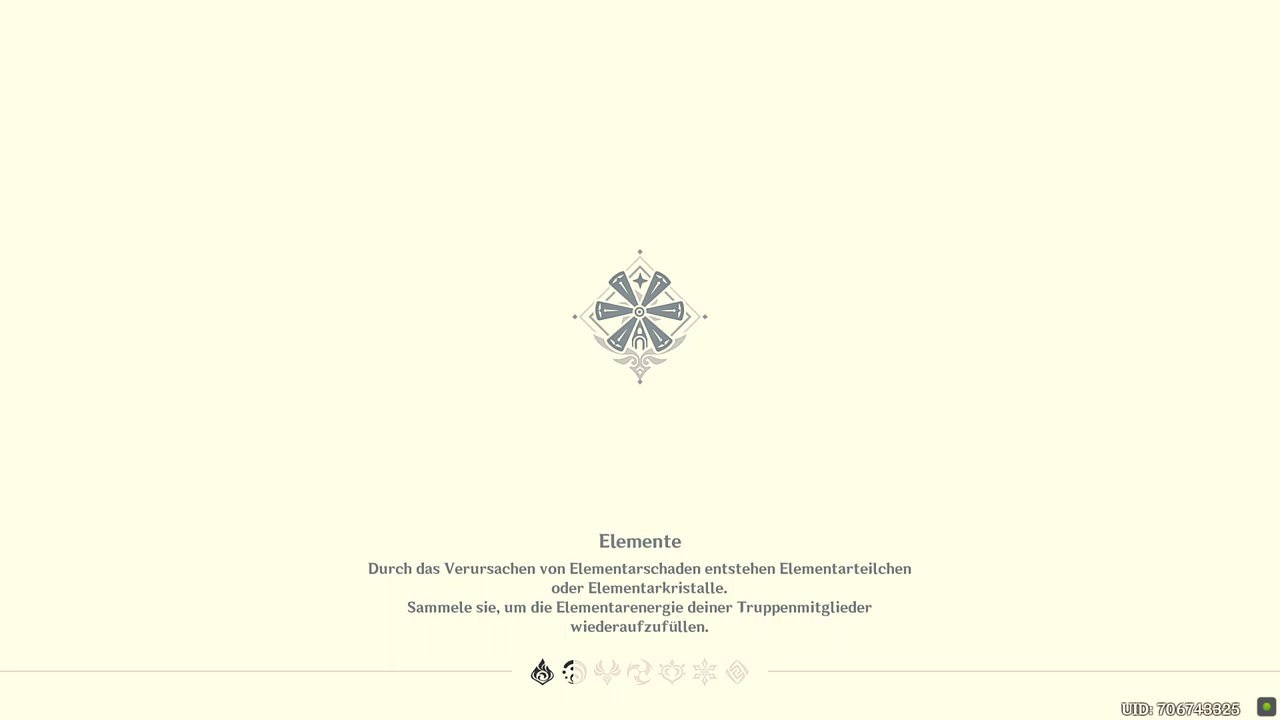 Elemente
Durch das Verursachen von Elementarschaden entstehen Elementarteilchen
oder Elementarkristalle.
Sammele sie, um die Elementarenergie deiner Truppenmitglieder
wiederaufzufüllen.
UID: 706743325